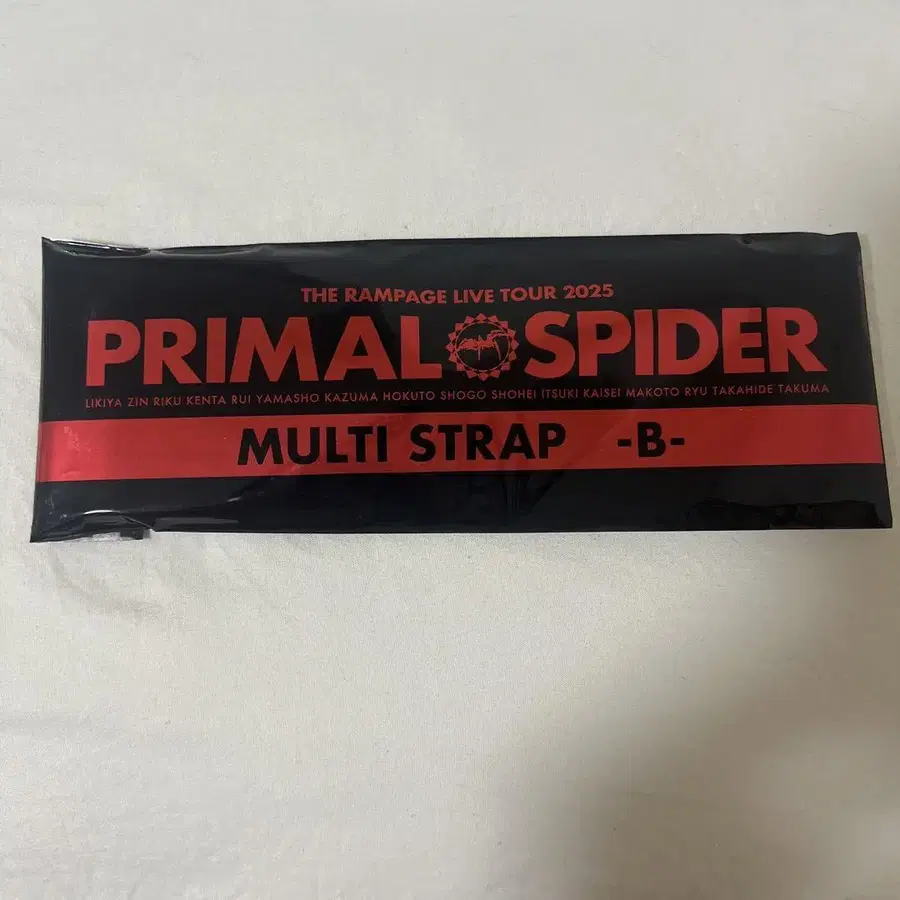 THE RAMPAGE LIVE TOUR 2025
PRIMAL SPIDER
LIKIYA ZIN RIKU KENTA RUI YAMASHO KAZUMA HOKUTO SHOGO SHOHEI ITSUKI KAISEI MAKOTO RYU TAKAHIDE TAKUMA
MULTI STRAP -B-